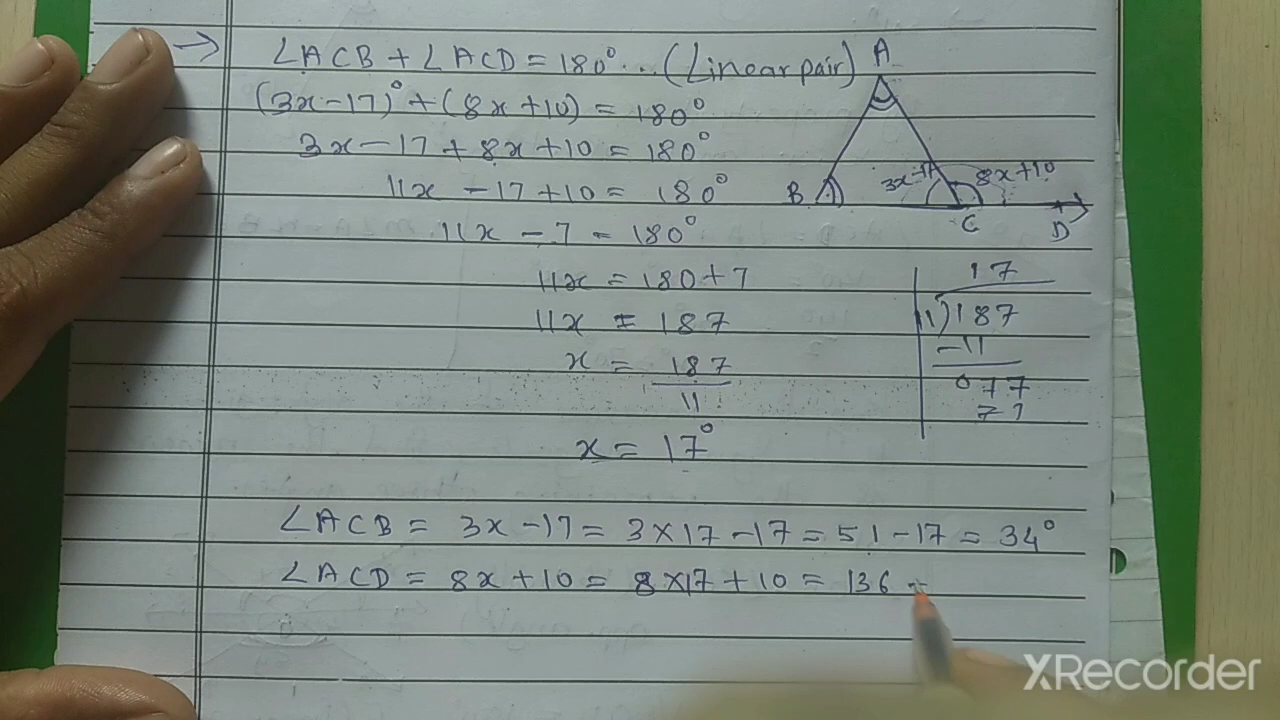 → ∠ACB + ∠ACD = 180° ... (Linear pair)
(3x-17)° + (8x+10) = 180°
3x - 17 + 8x + 10 = 180°
11x - 17 + 10 = 180°
11x - 7 = 180°
11x = 180 + 7
11x = 187
x = 187
11
x = 17°
A
B
3x-17
8x+10
C
D
17
11)187
-11
077
77
∠ACB = 3x - 17 = 3×17 - 17 = 51 - 17 = 34°
∠ACD = 8x + 10 = 8×17 + 10 = 136
XRecorder